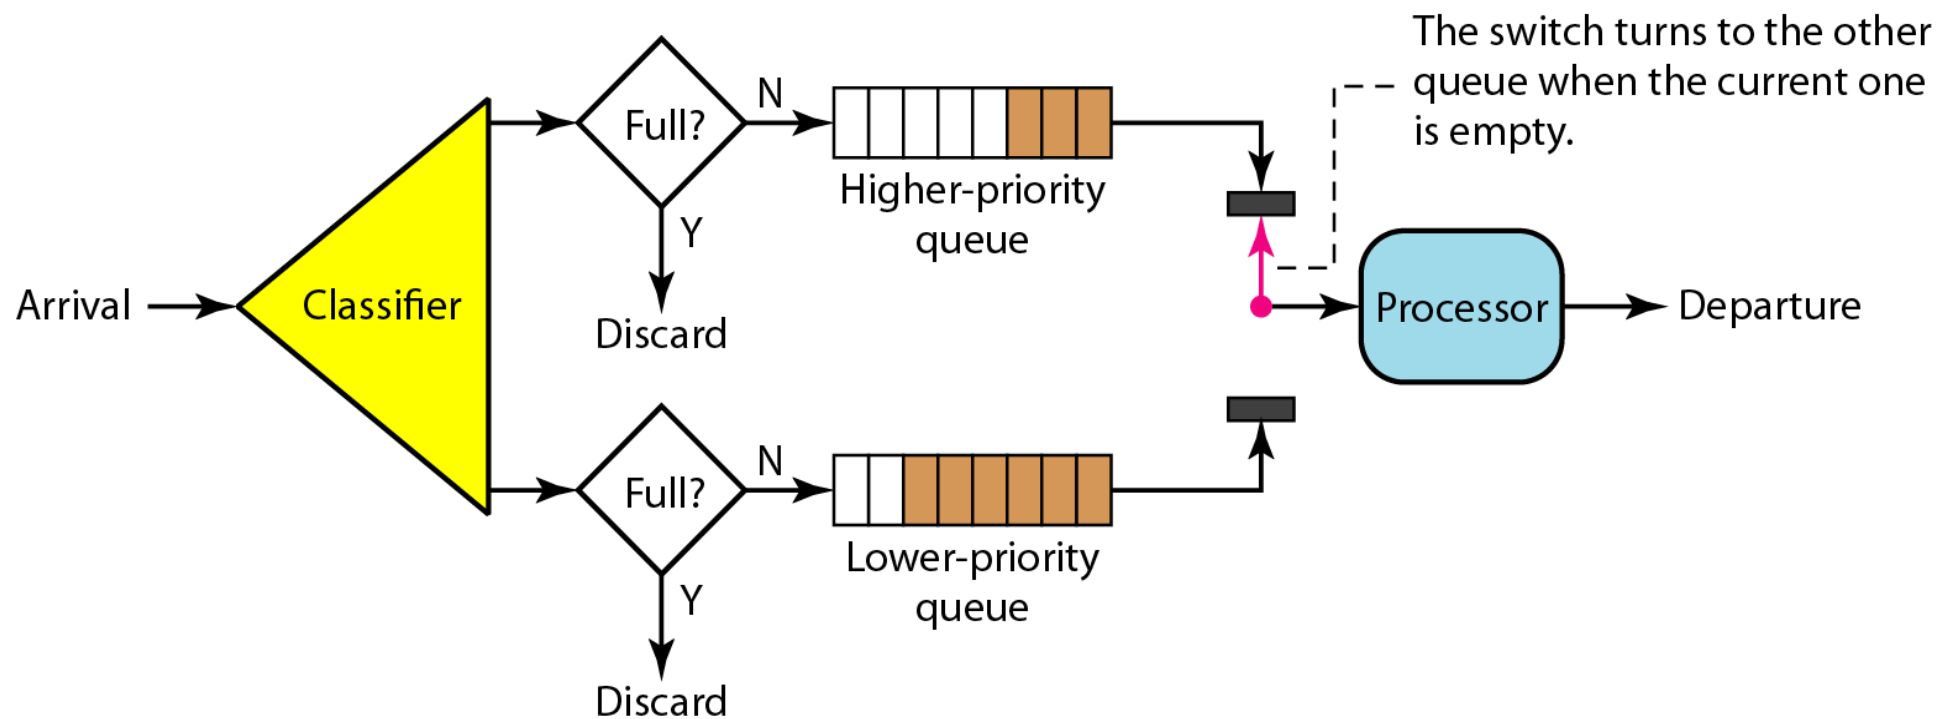 The switch turns to the other
queue when the current one
is empty.
N
Full?
Higher-priority
queue
Y
Discard
Arrival
Classifier
Processor
Departure
N
Full?
Lower-priority
queue
Y
Discard